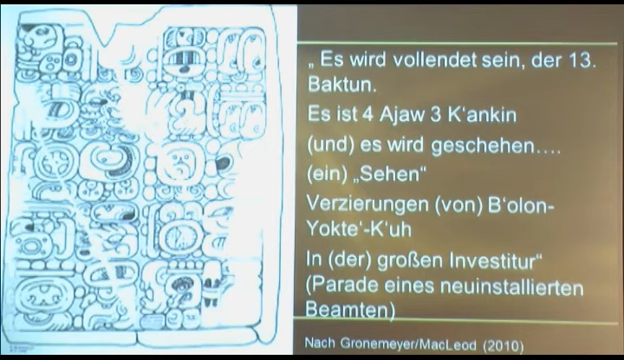 „ Es wird vollendet sein, der 13.
Baktun.
Es ist 4 Ajaw 3 K‘ankin
(und) es wird geschehen….
(ein) „Sehen“
Verzierungen (von) B‘olon-
Yokte‘-K‘uh
In (der) großen Investitur“
(Parade eines neuinstallierten
Beamten)
Nach Gronemeyer/MacLeod (2010)